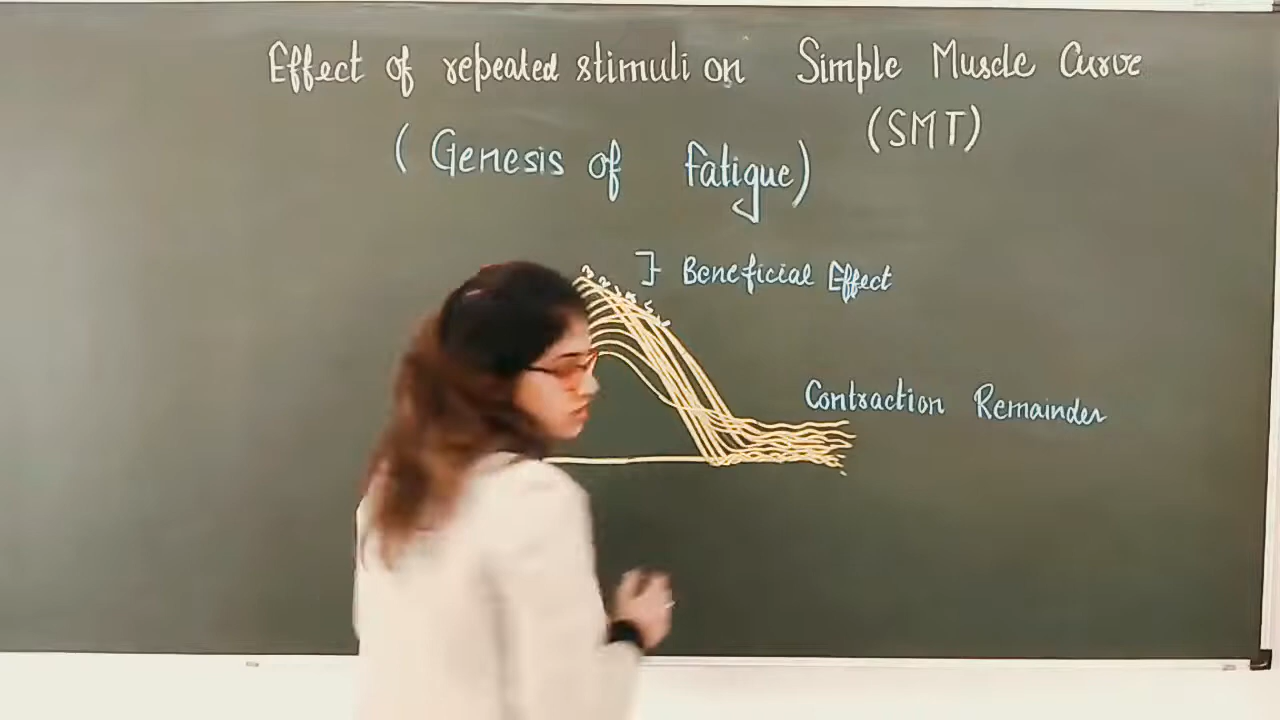 Effect of repeated stimuli on Simple Muscle Curve
(SMT)
(Genesis of Fatigue)
Beneficial Effect
Contraction Remainder